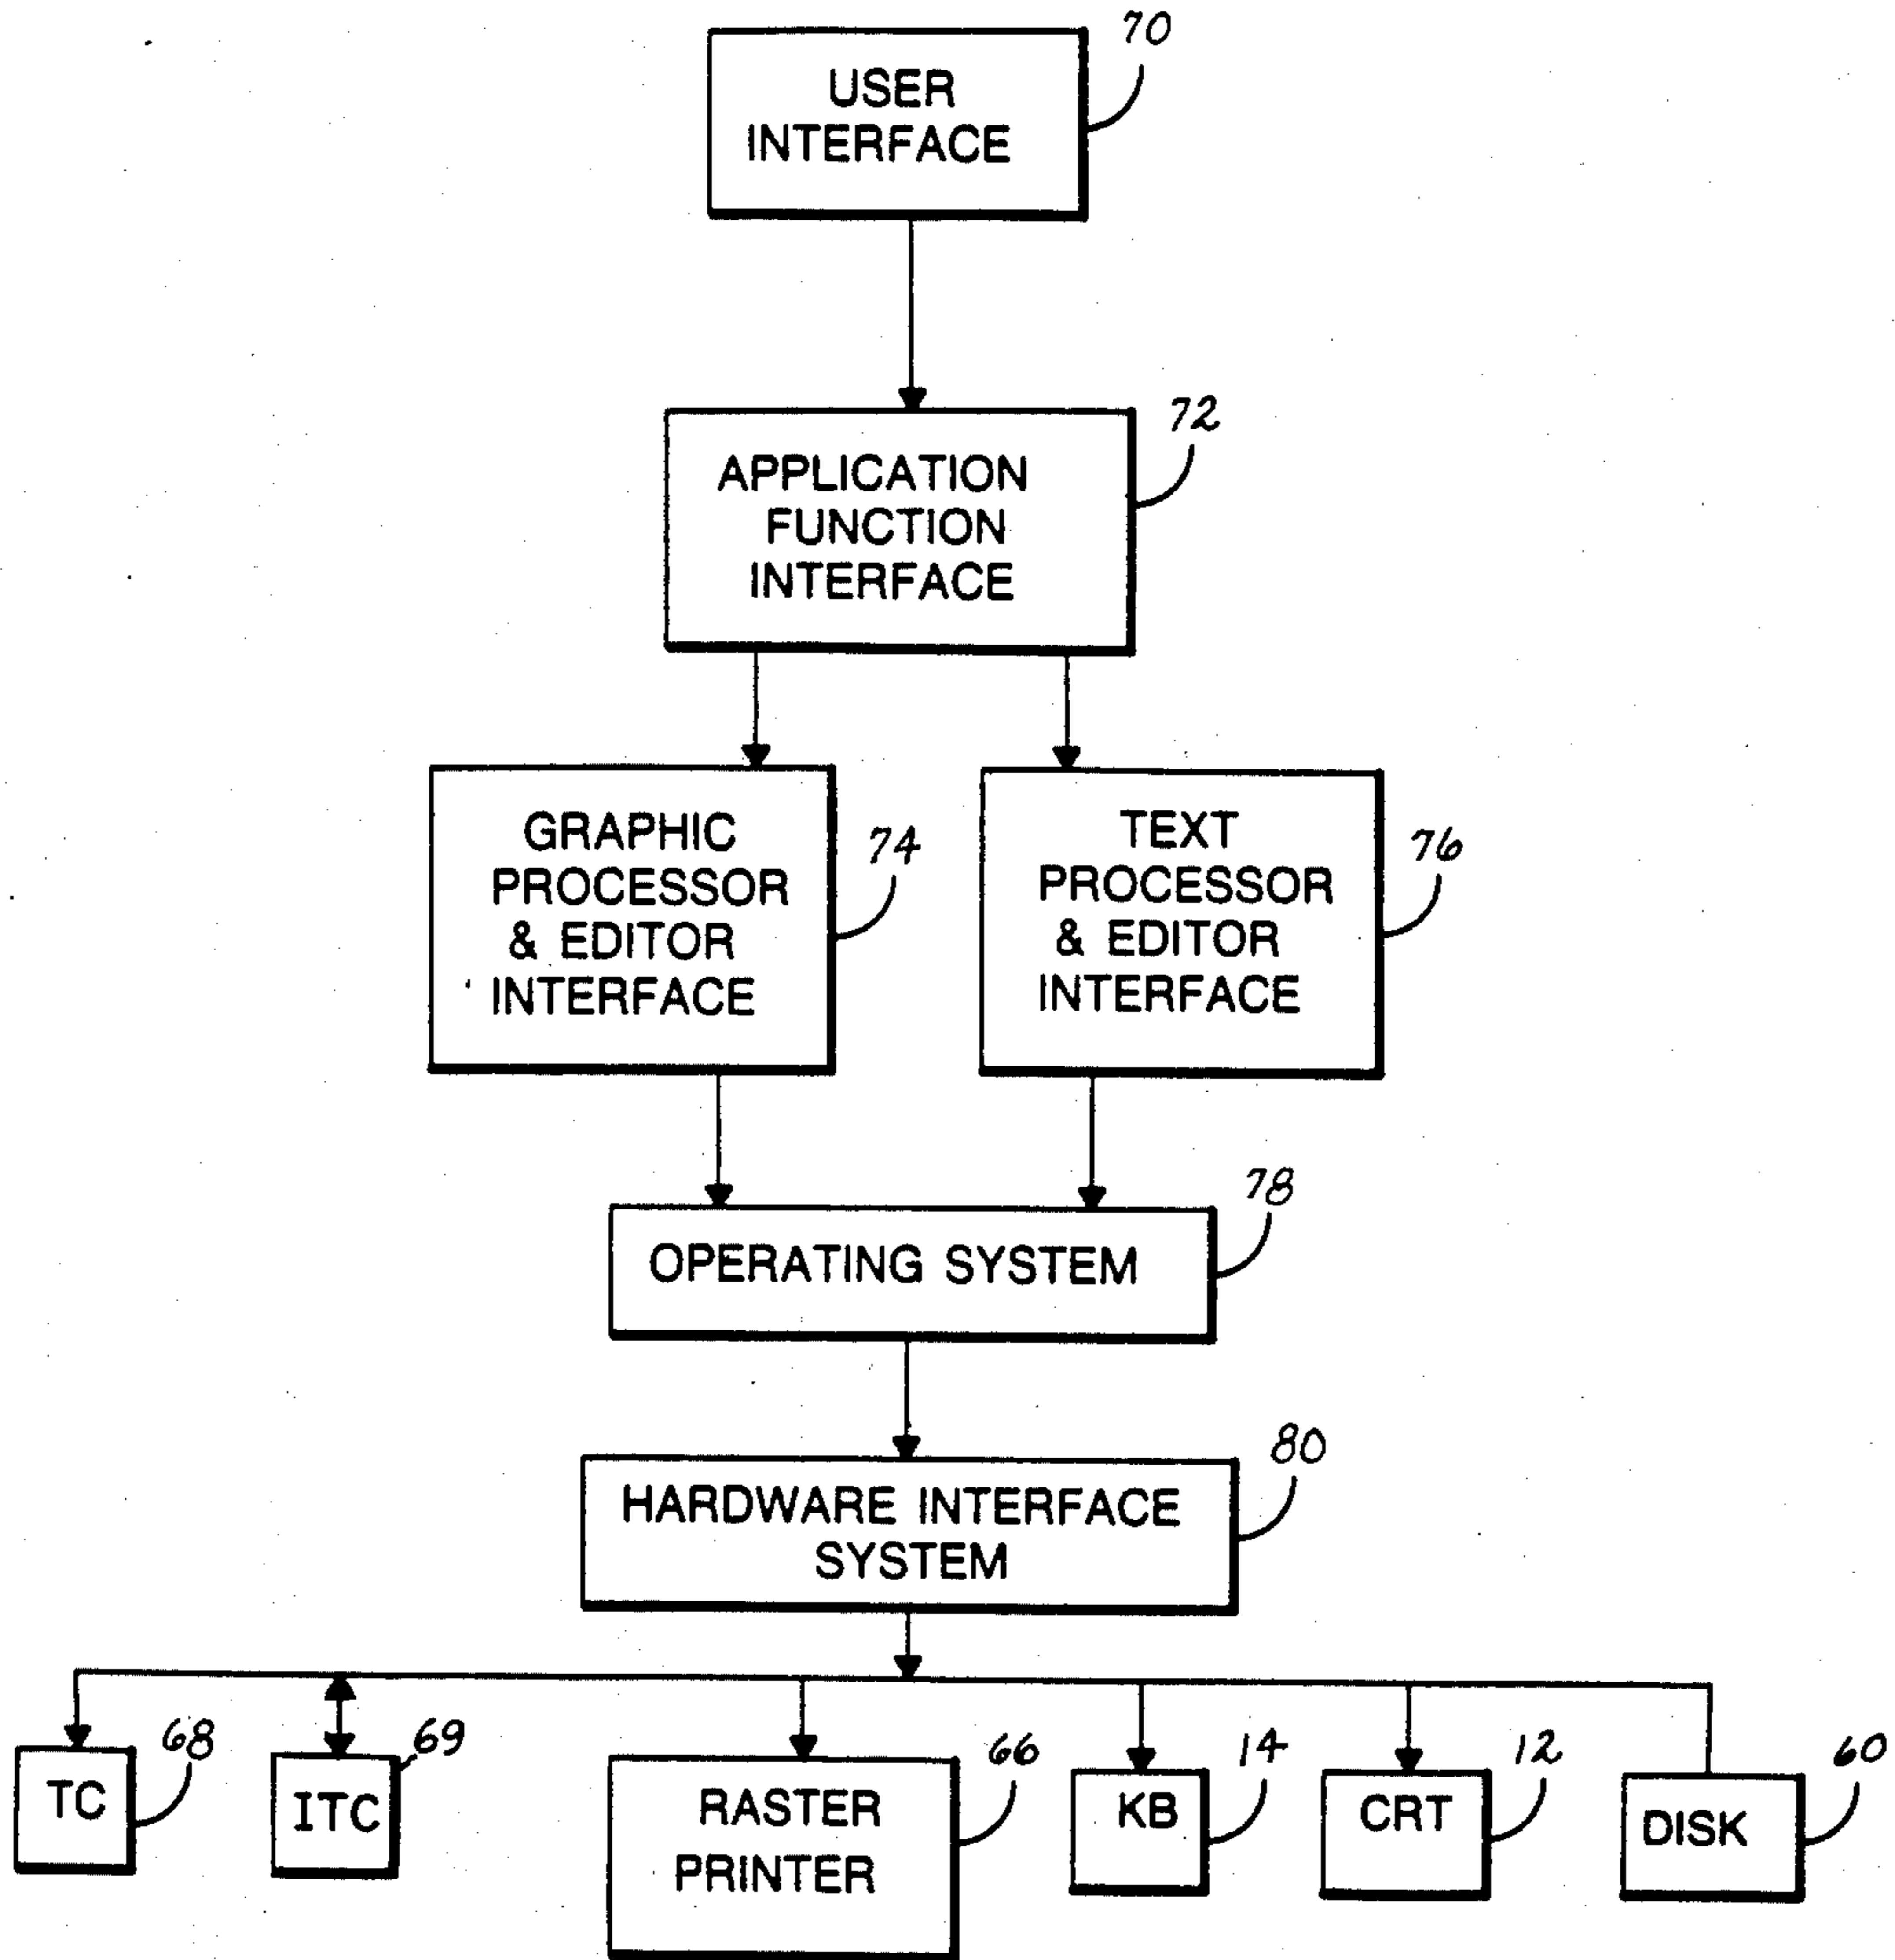 70
USER
INTERFACE
72
APPLICATION
FUNCTION
INTERFACE
GRAPHIC
PROCESSOR
& EDITOR
INTERFACE
74
TEXT
PROCESSOR
& EDITOR
INTERFACE
76
78
OPERATING SYSTEM
80
HARDWARE INTERFACE
SYSTEM
TC
68
ITC
69
RASTER
PRINTER
66
KB
14
CRT
12
DISK
60